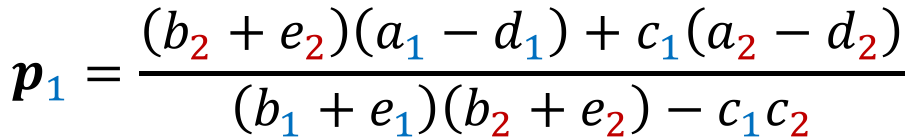 p₁ = ((b₂ + e₂)(a₁ − d₁) + c₁(a₂ − d₂)) / ((b₁ + e₁)(b₂ + e₂) − c₁c₂)